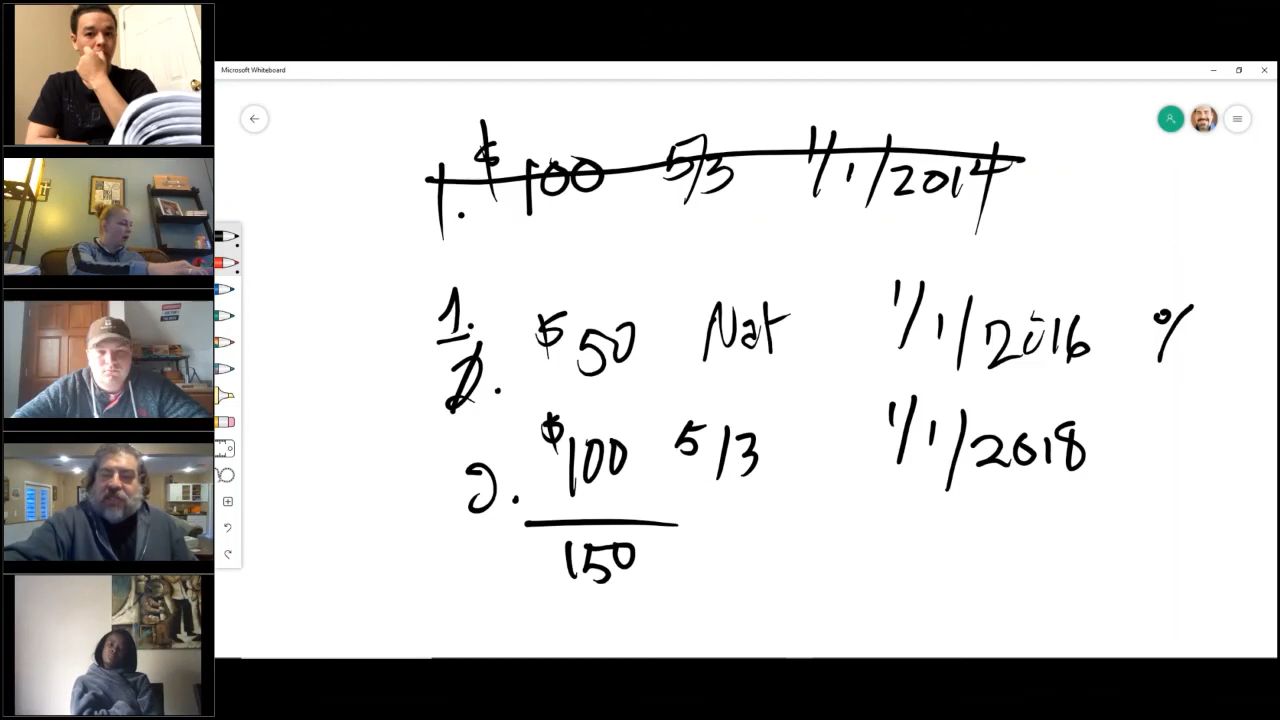 Microsoft Whiteboard
1. $100 5/3 1/1/2014
1. $50 Nat 1/1/2016 %
2.
2. $100 5/3 1/1/2018
150